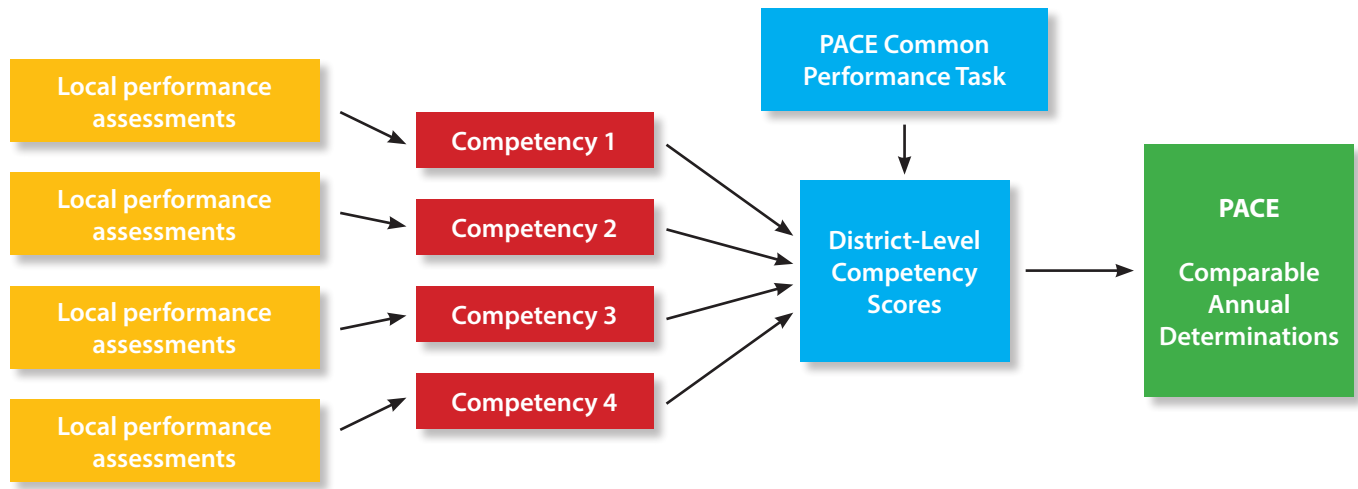 Local performance
assessments
Local performance
assessments
Local performance
assessments
Local performance
assessments
Competency 1
Competency 2
Competency 3
Competency 4
PACE Common
Performance Task
District-Level
Competency
Scores
PACE
Comparable
Annual
Determinations